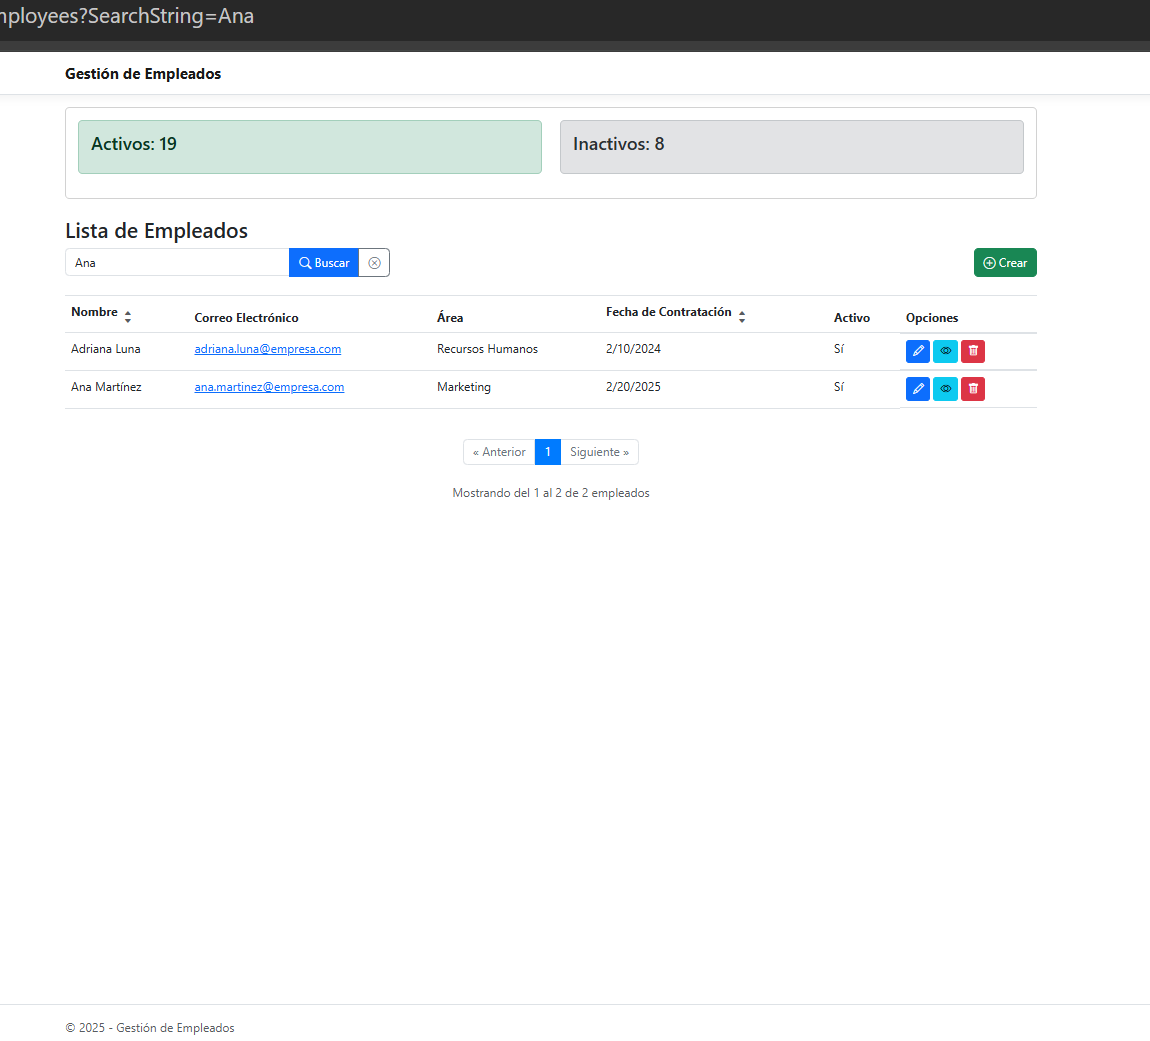 mployees?SearchString=Ana
Gestión de Empleados
Activos: 19
Inactivos: 8
Lista de Empleados
Ana
Buscar
Crear
Nombre Correo Electrónico Área Fecha de Contratación Activo Opciones
Adriana Luna adriana.luna@empresa.com Recursos Humanos 2/10/2024 Sí
Ana Martínez ana.martinez@empresa.com Marketing 2/20/2025 Sí
« Anterior 1 Siguiente »
Mostrando del 1 al 2 de 2 empleados
© 2025 - Gestión de Empleados